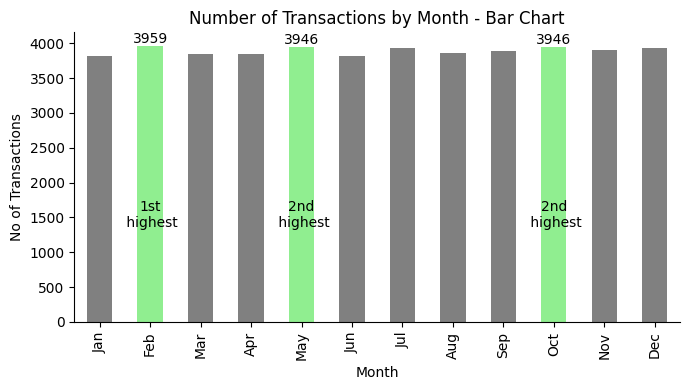 Number of Transactions by Month - Bar Chart
No of Transactions
4000
3500
3000
2500
2000
1500
1000
500
0
3959
3946
3946
1st
highest
2nd
highest
2nd
highest
Jan
Feb
Mar
Apr
May
Jun
Jul
Aug
Sep
Oct
Nov
Dec
Month